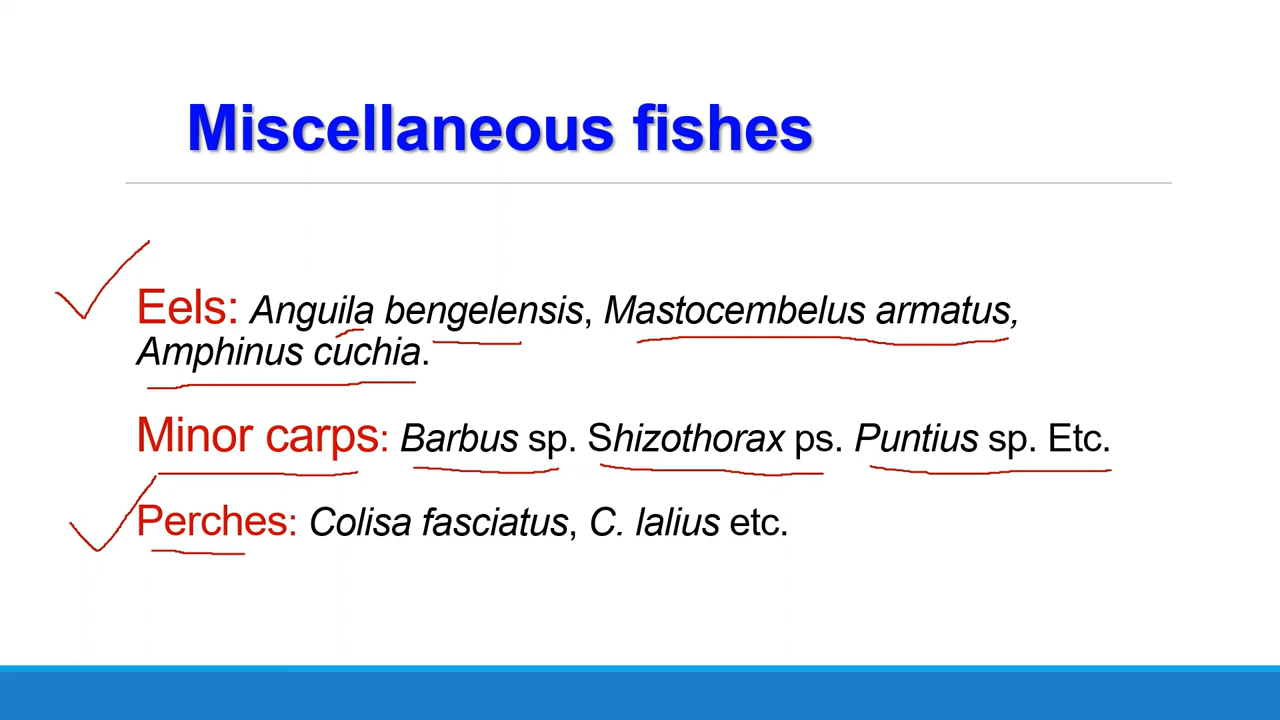 Miscellaneous fishes
Eels: Anguila bengelensis, Mastocembelus armatus,
Amphinus cuchia.
Minor carps: Barbus sp. Shizothorax ps. Puntius sp. Etc.
Perches: Colisa fasciatus, C. lalius etc.